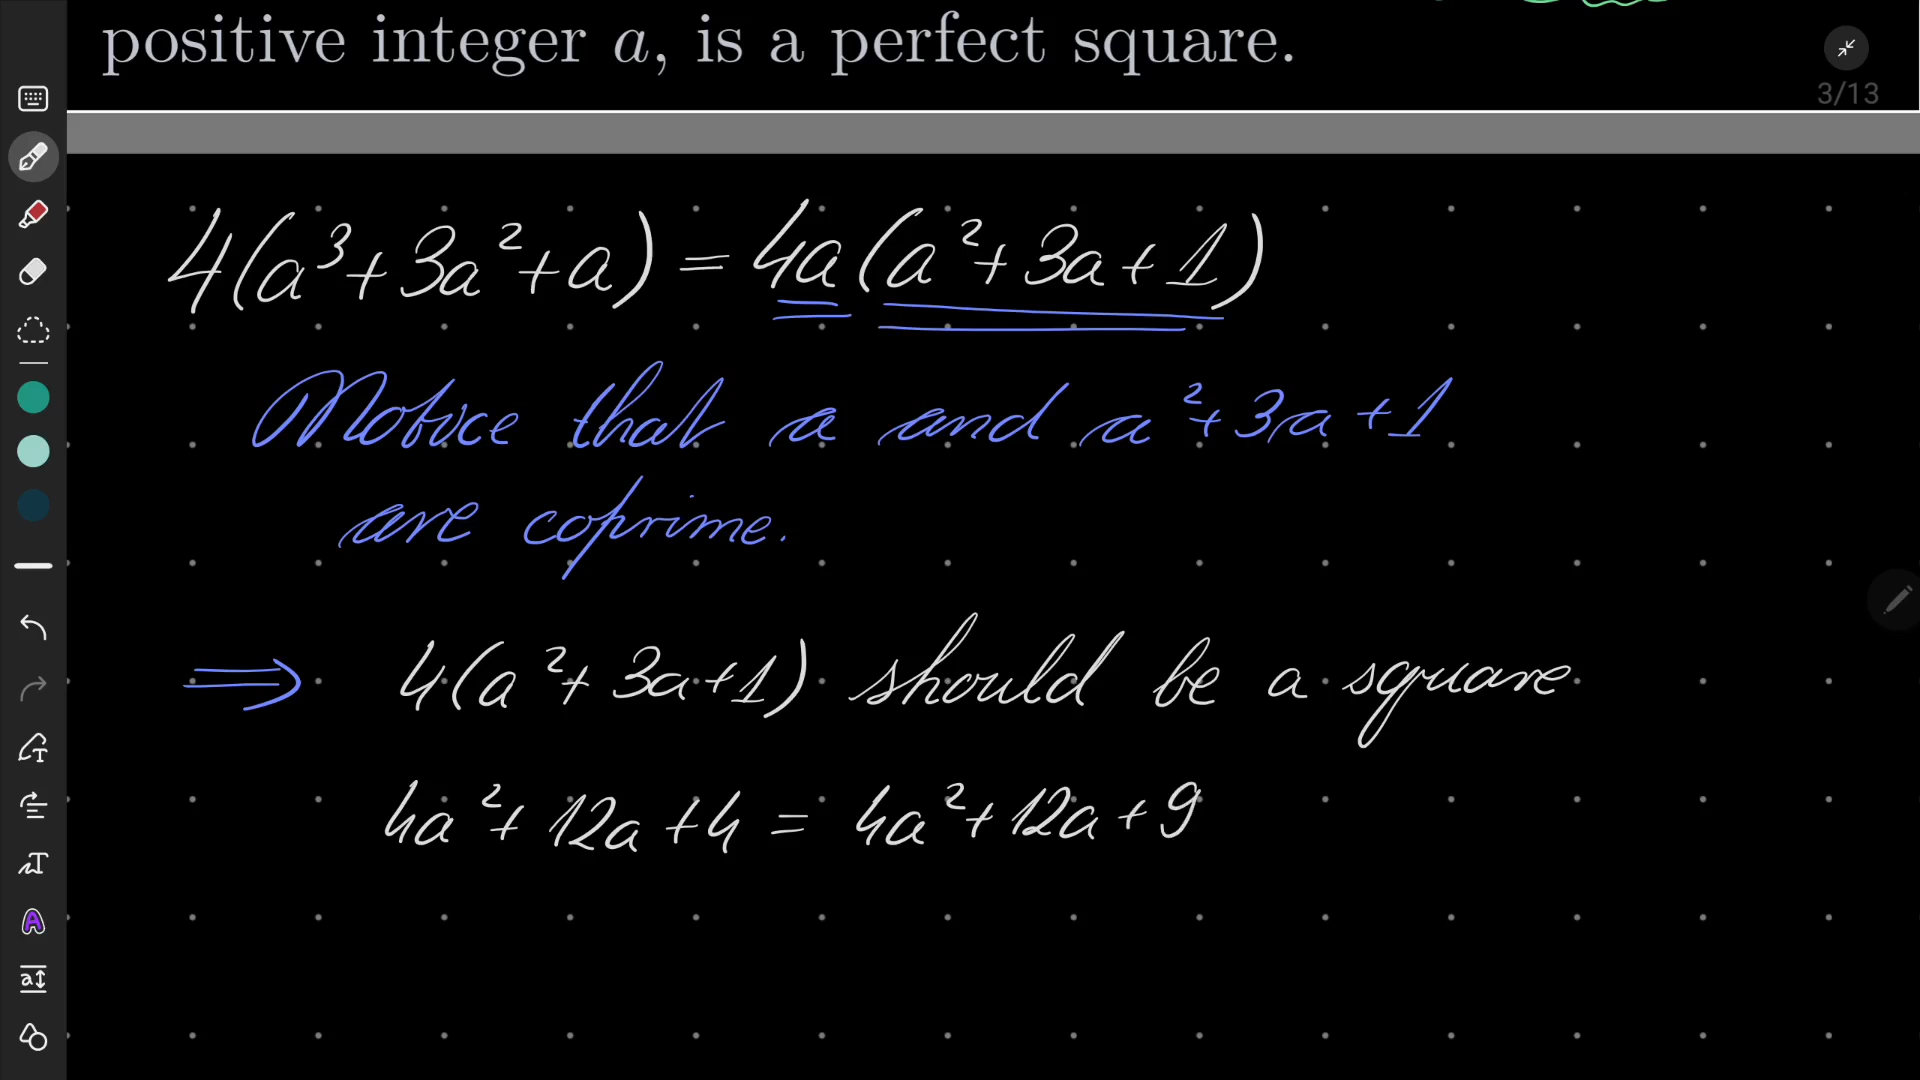 positive integer a, is a perfect square.
3/13
4(a³+3a²+a) = 4a(a²+3a+1)
Notice that a and a²+3a+1
are coprime.
⟹ 4(a²+3a+1) should be a square
4a²+12a+4 = 4a²+12a+9